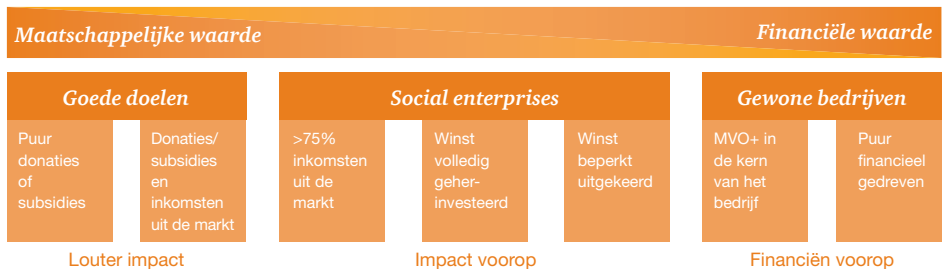 Maatschappelijke waarde
Financiële waarde
Goede doelen
Puur
donaties
of
subsidies
Donaties/
subsidies
en
inkomsten
uit de markt
Louter impact
Social enterprises
>75%
inkomsten
uit de
markt
Winst
volledig
geher-
investeerd
Winst
beperkt
uitgekeerd
Impact voorop
Gewone bedrijven
MVO+ in
de kern
van het
bedrijf
Puur
financieel
gedreven
Financiën voorop